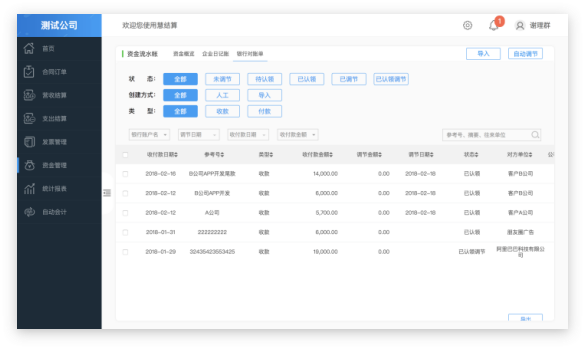 测试公司
欢迎您使用慧结算
1
谢瑾群
首页
合同订单
营收结算
支出结算
发票管理
资金管理
统计报表
自动会计
资金流水账 资金概览 企业日记账 银行对账单
导入 自动调节
状 态: 全部 未调节 待认领 已认领 已调节 已认领调节
创建方式: 全部 人工 导入
类 型: 全部 收款 付款
银行账户名 调节日期 收付款日期 收付款金额 参考号、摘要、往来单位
收付款日期 参考号 类型 收付款金额 调节金额 调节日期 状态 对方单位
2018-02-16 B公司APP开发尾款 收款 14,000.00 0.00 2018-02-18 已认领 客户B公司
2018-02-12 B公司APP开发 收款 6,000.00 0.00 2018-02-18 已认领 客户B公司
2018-02-12 A公司 收款 5,700.00 0.00 2018-02-18 已认领 客户A公司
2018-01-31 222222222 收款 6,000.00 0.00 已认领 朋友圈广告
2018-01-29 32435423553425 收款 18,000.00 0.00 已认领调节 阿里巴巴科技有限公司
导出